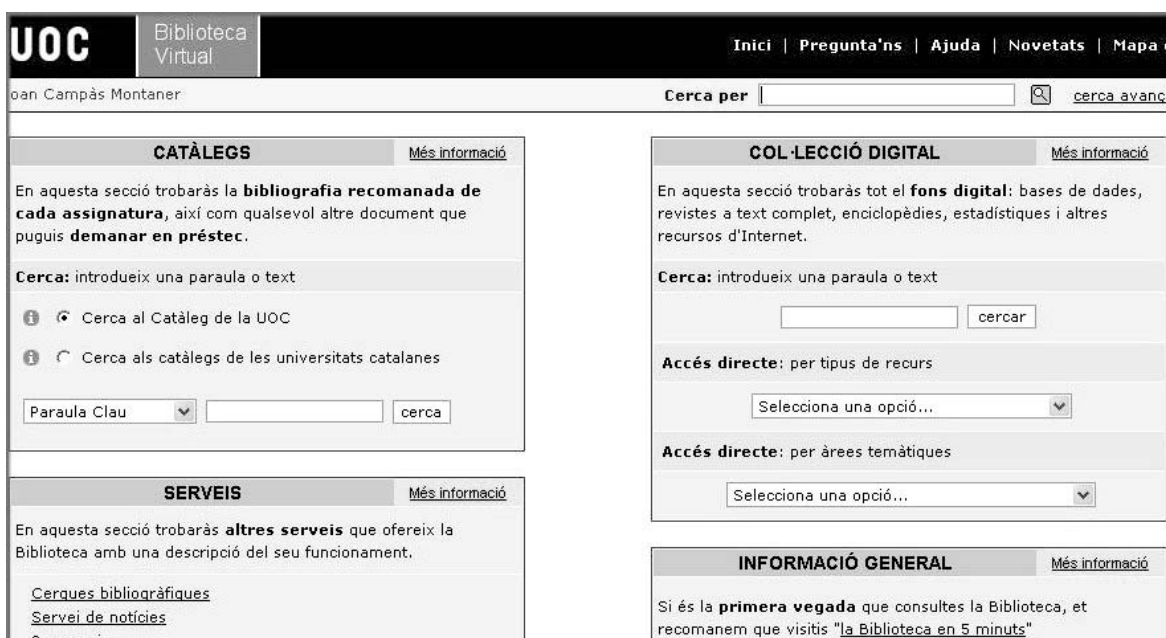 UOC
Biblioteca
Virtual
Inici | Pregunta'ns | Ajuda | Novetats | Mapa
oan Campàs Montaner
Cerca per
cerca avanç
CATÀLEGS
Més informació
En aquesta secció trobaràs la bibliografia recomanada de
cada assignatura, així com qualsevol altre document que
puguis demanar en préstec.
Cerca: introdueix una paraula o text
Cerca al Catàleg de la UOC
Cerca als catàlegs de les universitats catalanes
Paraula Clau
cerca
SERVEIS
Més informació
En aquesta secció trobaràs altres serveis que ofereix la
Biblioteca amb una descripció del seu funcionament.
Cerques bibliogràfiques
Servei de notícies
COL·LECCIÓ DIGITAL
Més informació
En aquesta secció trobaràs tot el fons digital: bases de dades,
revistes a text complet, enciclopèdies, estadístiques i altres
recursos d'Internet.
Cerca: introdueix una paraula o text
cercar
Accés directe: per tipus de recurs
Selecciona una opció...
Accés directe: per àrees temàtiques
Selecciona una opció...
INFORMACIÓ GENERAL
Més informació
Si és la primera vegada que consultes la Biblioteca, et
recomanem que visitis "la Biblioteca en 5 minuts"